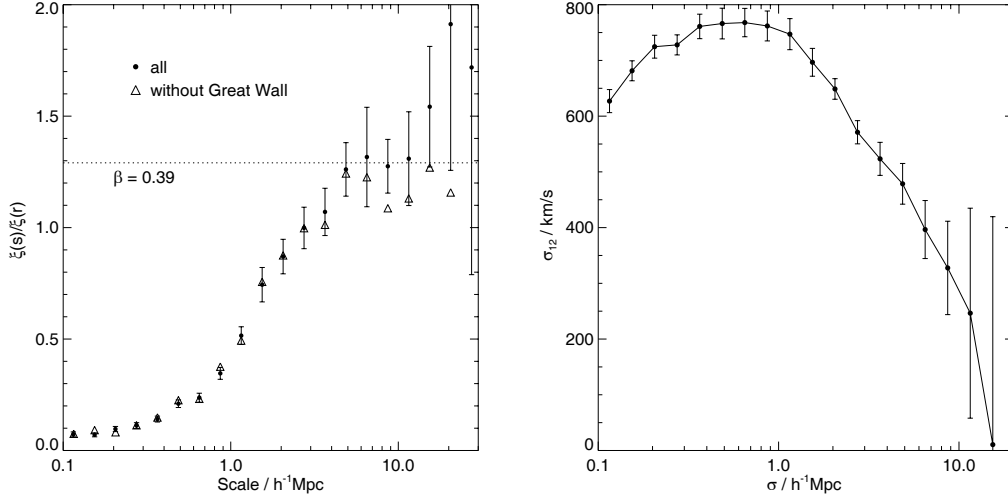 2.0
1.5
1.0
0.5
0.0
ξ(s)/ξ(r)
all
without Great Wall
β = 0.39
0.1
1.0
10.0
Scale / h⁻¹Mpc
800
600
400
200
0
σ₁₂ / km/s
0.1
1.0
10.0
σ / h⁻¹Mpc